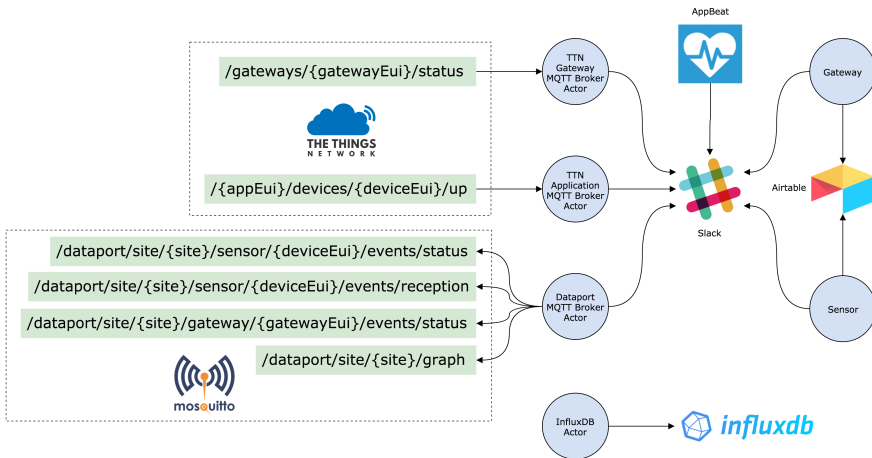 AppBeat
/gateways/{gatewayEui}/status
TTN
Gateway
MQTT Broker
Actor
Gateway
THE THINGS
NETWORK
/{appEui}/devices/{deviceEui}/up
TTN
Application
MQTT Broker
Actor
Slack
Airtable
/dataport/site/{site}/sensor/{deviceEui}/events/status
/dataport/site/{site}/sensor/{deviceEui}/events/reception
/dataport/site/{site}/gateway/{gatewayEui}/events/status
/dataport/site/{site}/graph
Dataport
MQTT Broker
Actor
Sensor
mosquitto
InfluxDB
Actor
influxdb